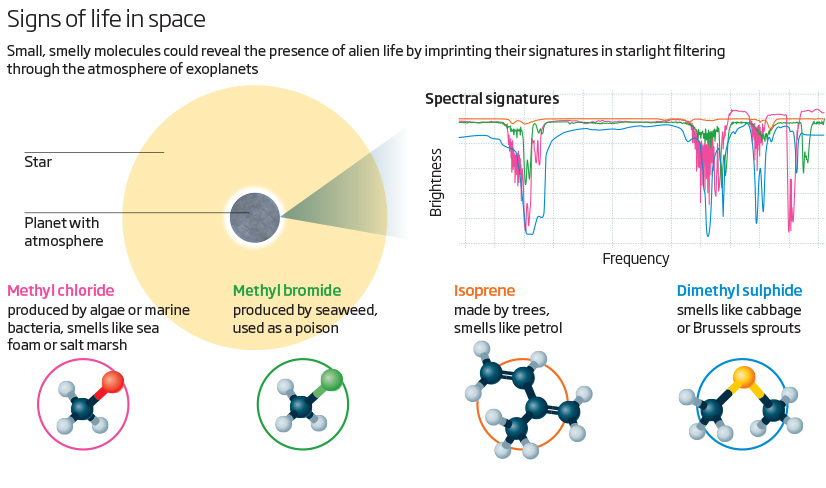 Signs of life in space
Small, smelly molecules could reveal the presence of alien life by imprinting their signatures in starlight filtering
through the atmosphere of exoplanets
Star
Planet with
atmosphere
Spectral signatures
Brightness
Frequency
Methyl chloride
produced by algae or marine
bacteria, smells like sea
foam or salt marsh
Methyl bromide
produced by seaweed,
used as a poison
Isoprene
made by trees,
smells like petrol
Dimethyl sulphide
smells like cabbage
or Brussels sprouts